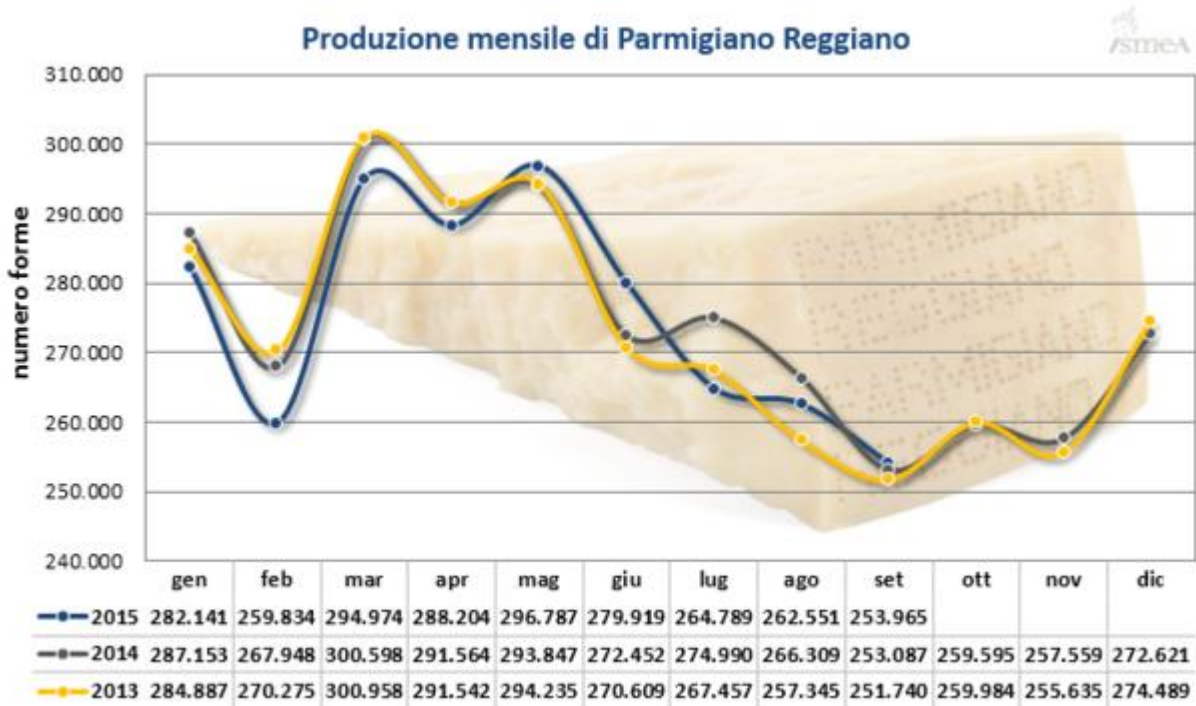 Produzione mensile di Parmigiano Reggiano
ismea
numero forme
310.000
300.000
290.000
280.000
270.000
260.000
250.000
240.000
gen feb mar apr mag giu lug ago set ott nov dic
2015 282.141 259.834 294.974 288.204 296.787 279.919 264.789 262.551 253.965
2014 287.153 267.948 300.598 291.564 293.847 272.452 274.990 266.309 253.087 259.595 257.559 272.621
2013 284.887 270.275 300.958 291.542 294.235 270.609 267.457 257.345 251.740 259.984 255.635 274.489